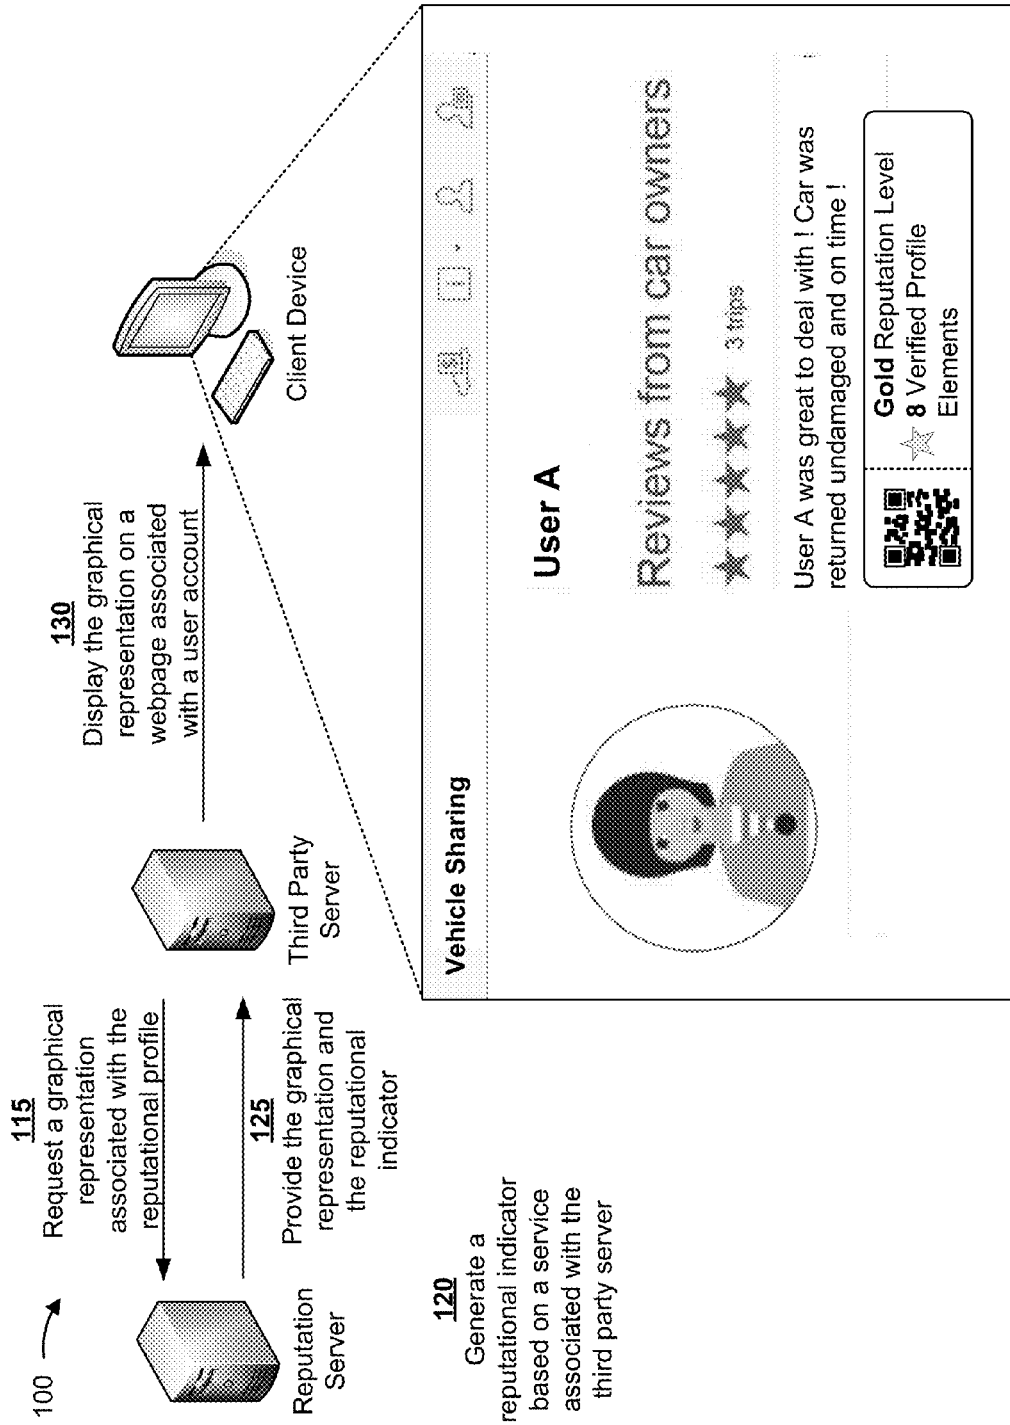 100
115
Request a graphical
representation
associated with the
reputational profile
125
Provide the graphical
representation and
the reputational
indicator
130
Display the graphical
representation on a
webpage associated
with a user account
Reputation
Server
Third Party
Server
Client Device
120
Generate a
reputational indicator
based on a service
associated with the
third party server
Vehicle Sharing
User A
Reviews from car owners
3 trips
User A was great to deal with ! Car was
returned undamaged and on time !
Gold Reputation Level
8 Verified Profile
Elements